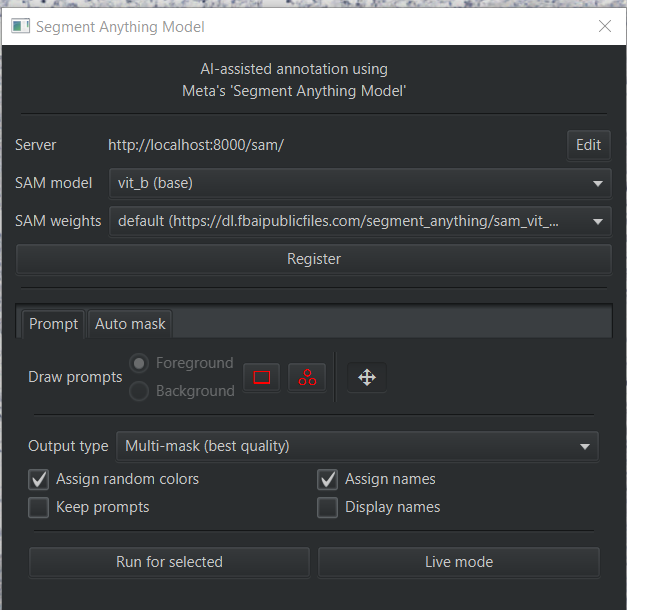 Segment Anything Model
AI-assisted annotation using
Meta's 'Segment Anything Model'
Server http://localhost:8000/sam/ Edit
SAM model vit_b (base)
SAM weights default (https://dl.fbaipublicfiles.com/segment_anything/sam_vit_...
Register
Prompt Auto mask
Draw prompts Foreground
Background
Output type Multi-mask (best quality)
Assign random colors Assign names
Keep prompts Display names
Run for selected Live mode